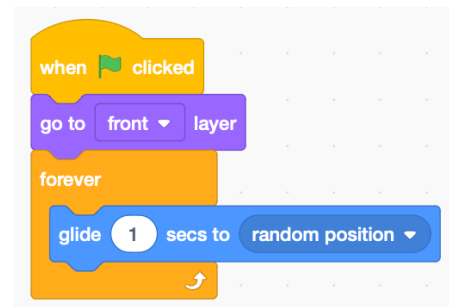 when clicked
go to front layer
forever
glide 1 secs to random position